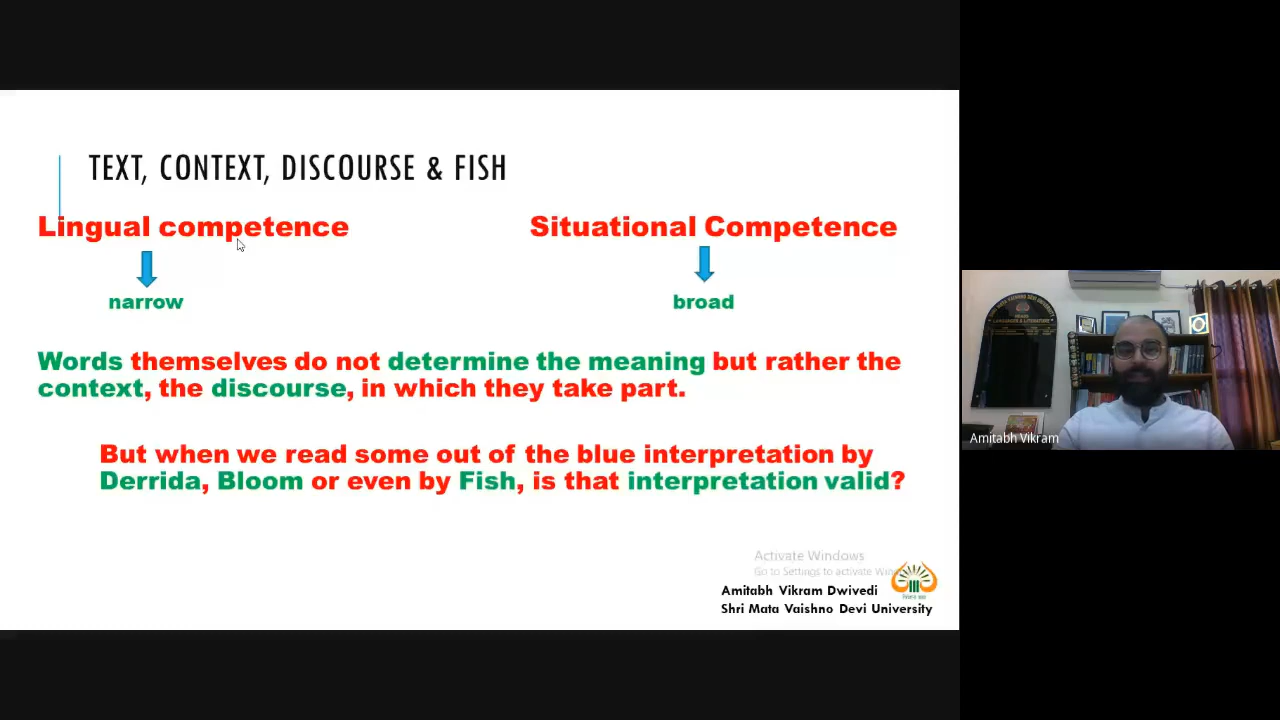 TEXT, CONTEXT, DISCOURSE & FISH
Lingual competence
Situational Competence
narrow
broad
Words themselves do not determine the meaning but rather the
context, the discourse, in which they take part.
But when we read some out of the blue interpretation by
Derrida, Bloom or even by Fish, is that interpretation valid?
Activate Windows
Go to Settings to activate
Amitabh Vikram Dwivedi
Shri Mata Vaishno Devi University
Amitabh Vikram